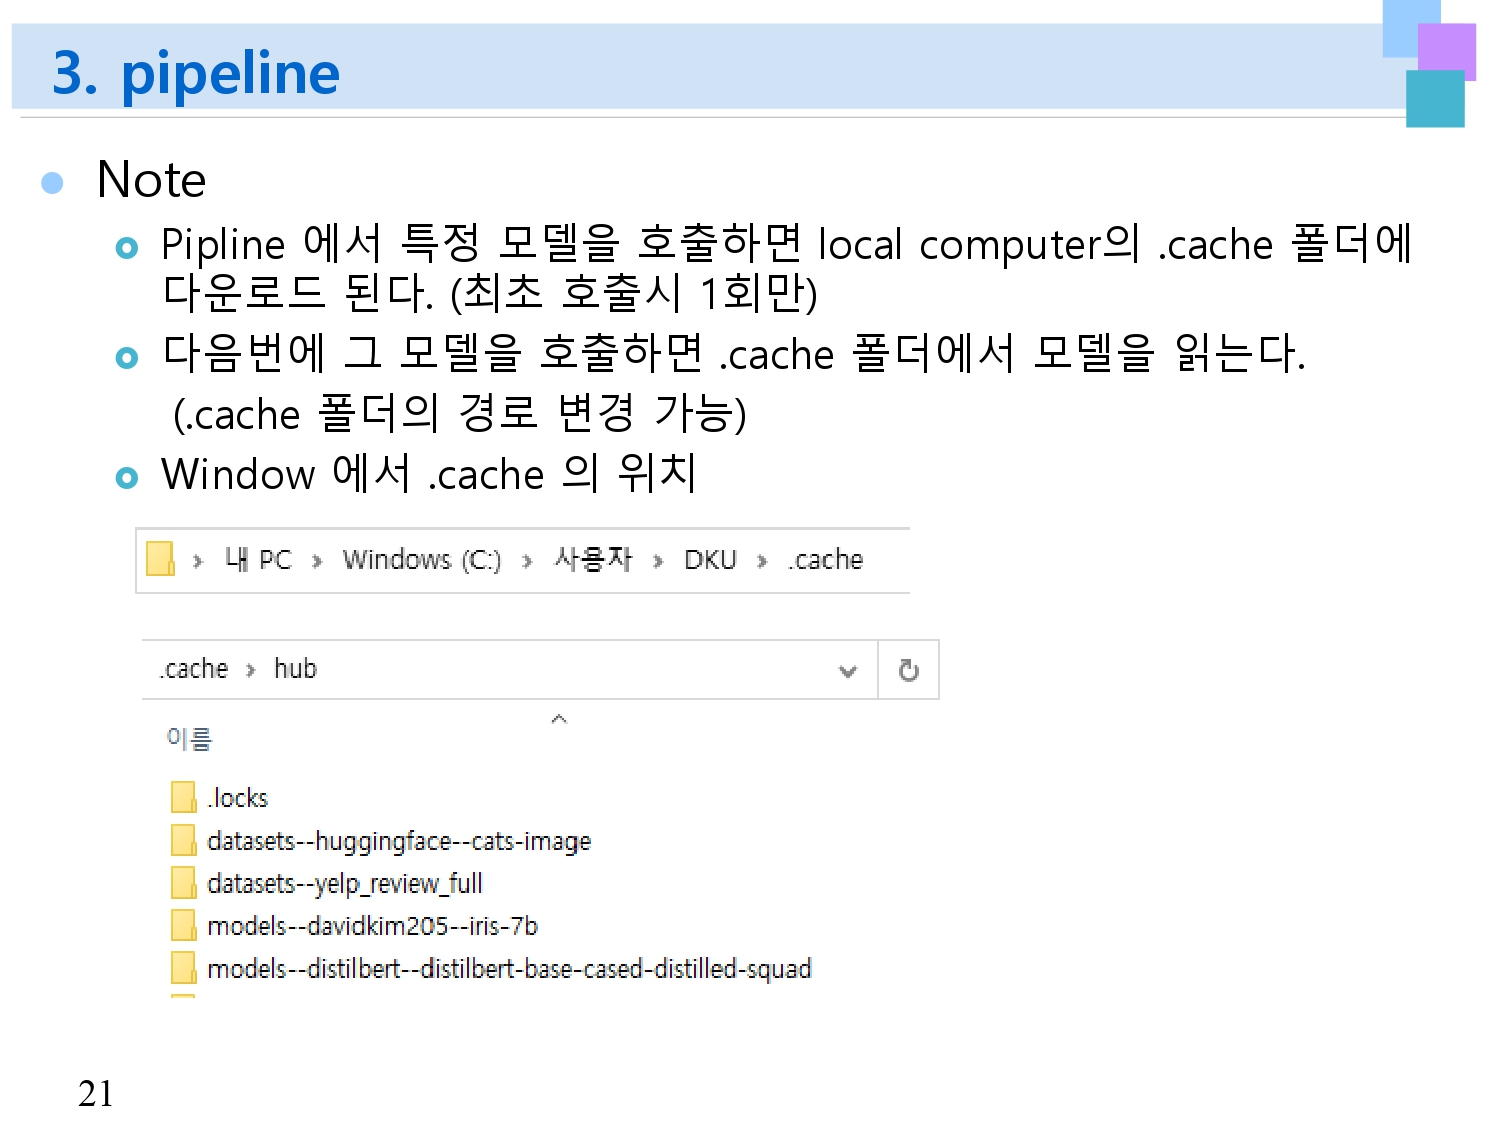 3. pipeline
Note
Pipline 에서 특정 모델을 호출하면 local computer의 .cache 폴더에
다운로드 된다. (최초 호출시 1회만)
다음번에 그 모델을 호출하면 .cache 폴더에서 모델을 읽는다.
(.cache 폴더의 경로 변경 가능)
Window 에서 .cache 의 위치
내 PC › Windows (C:) › 사용자 › DKU › .cache
.cache › hub
이름
.locks
datasets--huggingface--cats-image
datasets--yelp_review_full
models--davidkim205--iris-7b
models--distilbert--distilbert-base-cased-distilled-squad
21